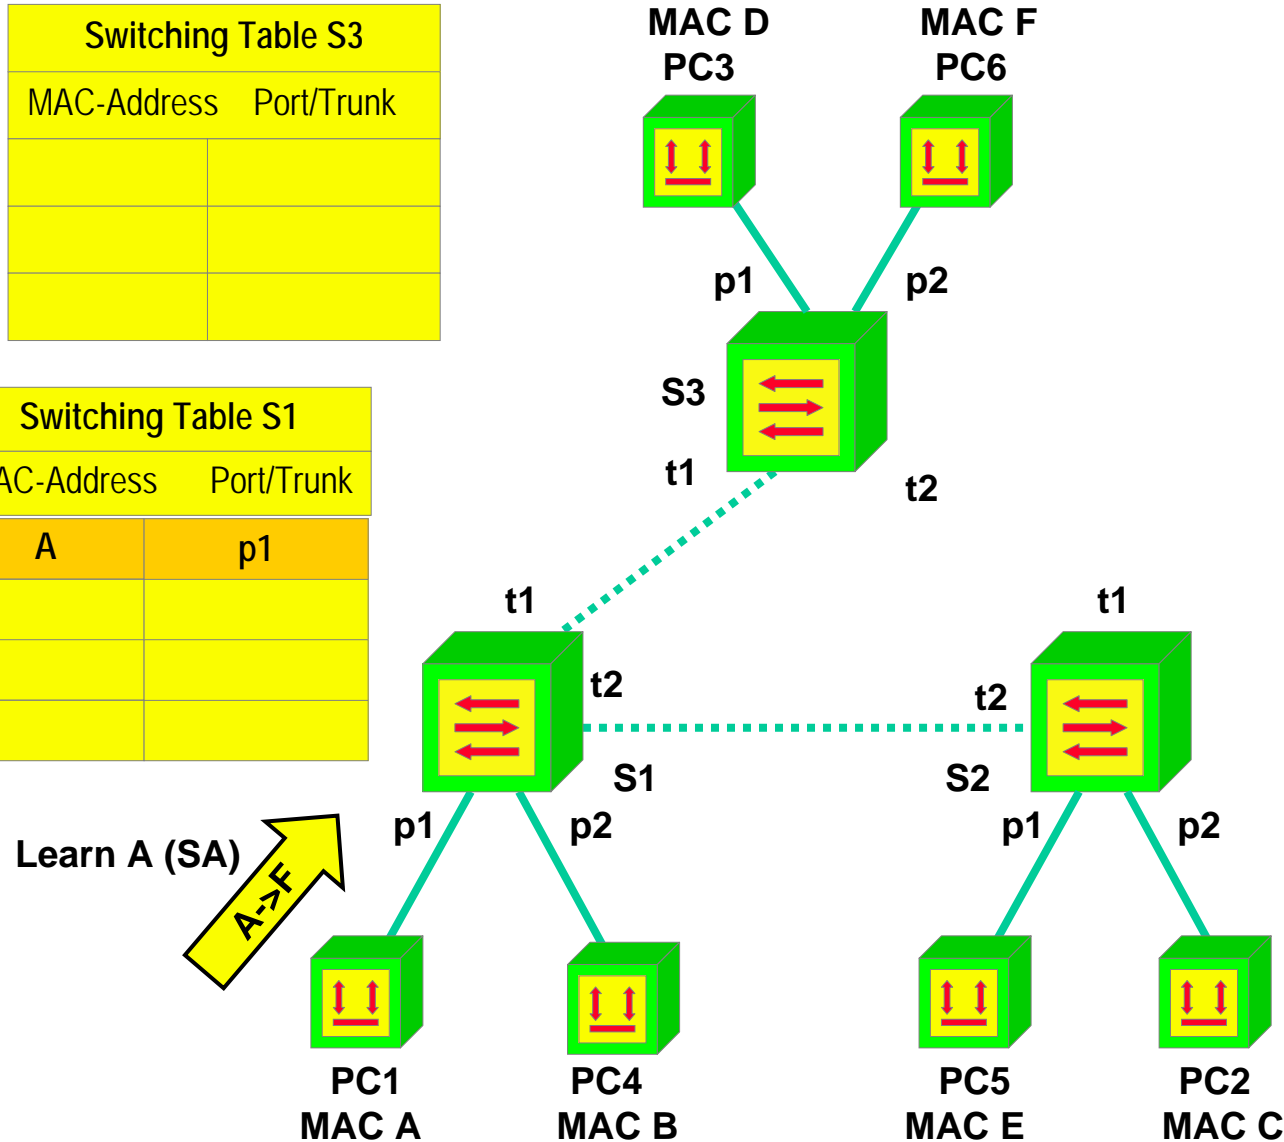 Switching Table S3
MAC-Address Port/Trunk
MAC D
PC3
MAC F
PC6
p1
p2
S3
t1
t2
Switching Table S1
AC-Address Port/Trunk
A p1
t1
t2
S1
t1
t2
S2
p1
p2
p1
p2
Learn A (SA)
A->F
PC1
MAC A
PC4
MAC B
PC5
MAC E
PC2
MAC C